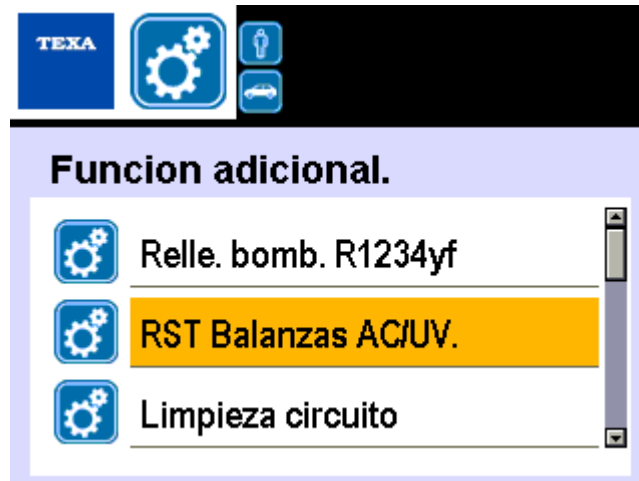 TEXA
Funcion adicional.
Relle. bomb. R1234yf
RST Balanzas AC/UV.
Limpieza circuito